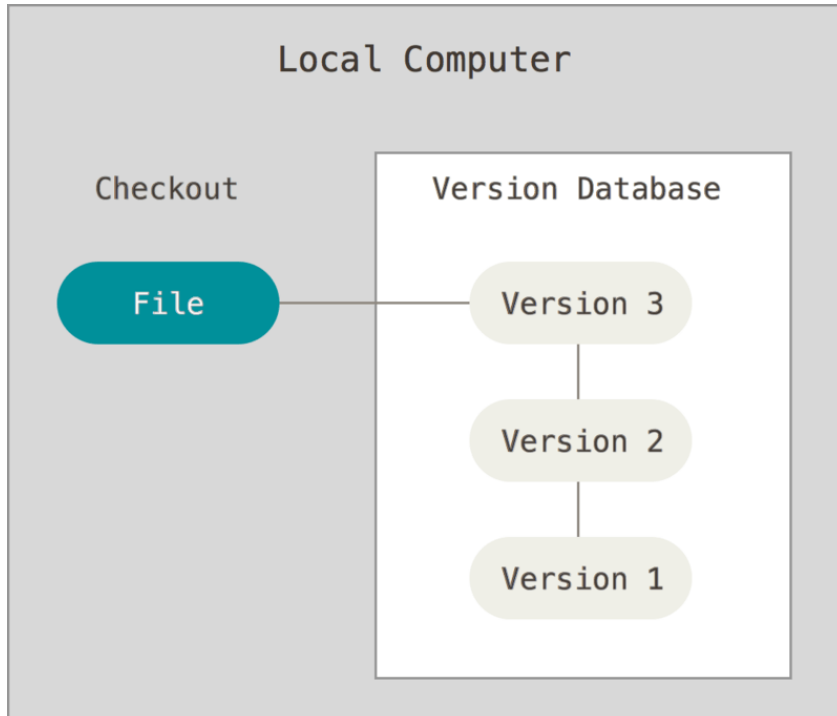 Local Computer
Checkout
Version Database
File
Version 3
Version 2
Version 1